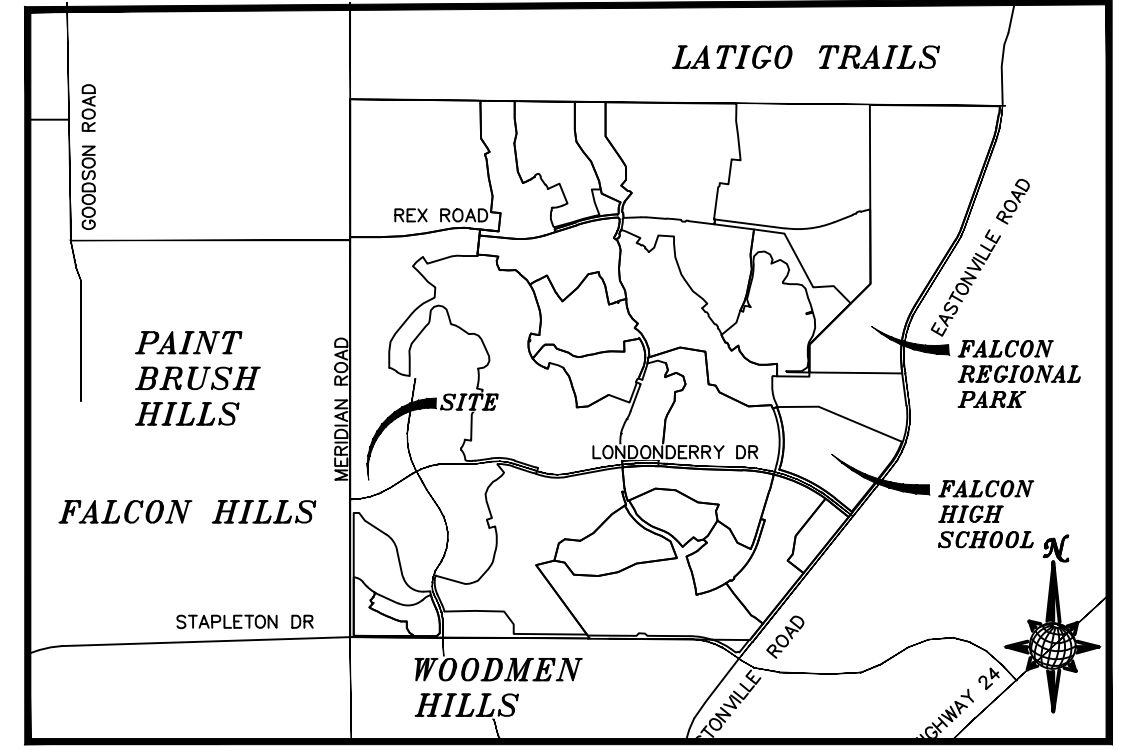 LATIGO TRAILS
GOODSON ROAD
REX ROAD
EASTONVILLE ROAD
PAINT
BRUSH
HILLS
MERIDIAN ROAD
SITE
FALCON
REGIONAL
PARK
LONDONDERRY DR
FALCON HILLS
FALCON
HIGH
SCHOOL
N
STAPLETON DR
WOODMEN
HILLS
STONVILLE ROAD
IGHWAY 24